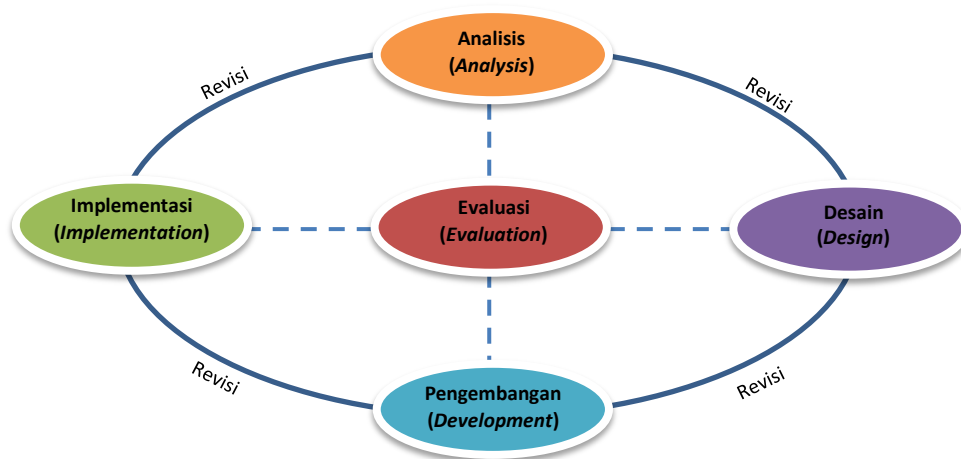 Analisis
(Analysis)
Revisi
Revisi
Implementasi
(Implementation)
Evaluasi
(Evaluation)
Desain
(Design)
Revisi
Revisi
Pengembangan
(Development)